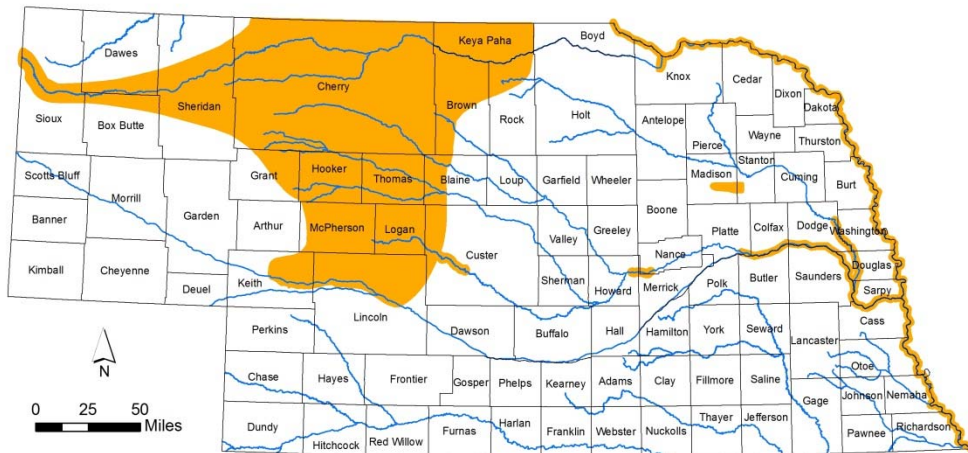 Dawes
Keya Paha
Boyd
Cherry
Knox
Cedar
Dixon
Dakota
Sheridan
Sioux
Box Butte
Brown
Rock
Holt
Antelope
Pierce
Wayne
Thurston
Scotts Bluff
Morrill
Grant
Hooker
Thomas
Blaine
Loup
Garfield
Wheeler
Madison
Stanton
Cuming
Burt
Banner
Garden
Arthur
McPherson
Logan
Custer
Valley
Greeley
Boone
Platte
Colfax
Dodge
Washington
Kimball
Cheyenne
Deuel
Keith
Lincoln
Sherman
Howard
Nance
Merrick
Polk
Butler
Saunders
Douglas
Sarpy
Perkins
Dawson
Buffalo
Hall
Hamilton
York
Seward
Lancaster
Cass
Otoe
N
Chase
Hayes
Frontier
Gosper
Phelps
Kearney
Adams
Clay
Fillmore
Saline
Gage
Johnson
Nemaha
0 25 50
Miles
Dundy
Hitchcock
Red Willow
Furnas
Harlan
Franklin
Webster
Nuckolls
Thayer
Jefferson
Pawnee
Richardson